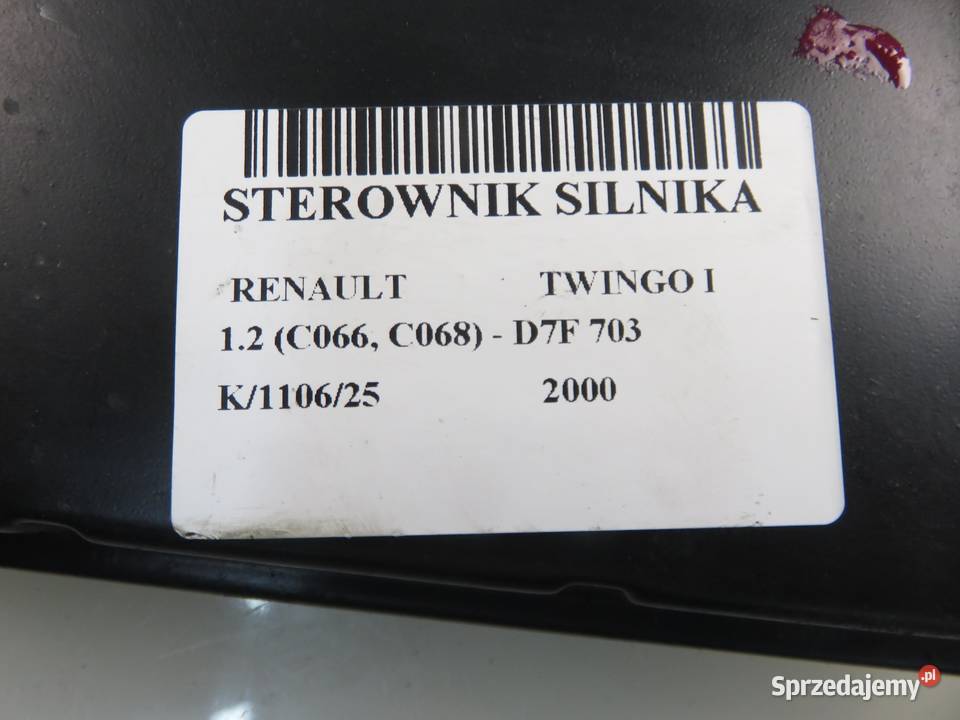 STEROWNIK SILNIKA
RENAULT TWINGO I
1.2 (C066, C068) - D7F 703
K/1106/25 2000
Sprzedajemy.pl